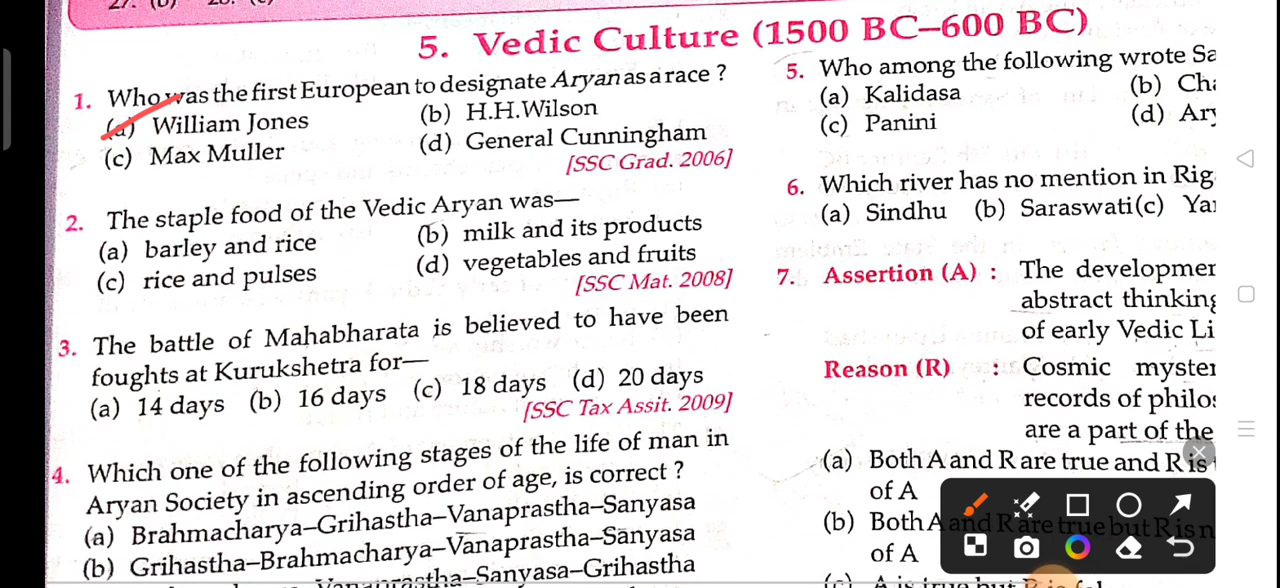 27. (b)
5. Vedic Culture (1500 BC–600 BC)
1. Who was the first European to designate Aryan as a race ?
(a) William Jones (b) H.H.Wilson
(c) Max Muller (d) General Cunningham
[SSC Grad. 2006]
2. The staple food of the Vedic Aryan was—
(a) barley and rice (b) milk and its products
(c) rice and pulses (d) vegetables and fruits
[SSC Mat. 2008]
3. The battle of Mahabharata is believed to have been
foughts at Kurukshetra for—
(a) 14 days (b) 16 days (c) 18 days (d) 20 days
[SSC Tax Assit. 2009]
4. Which one of the following stages of the life of man in
Aryan Society in ascending order of age, is correct ?
(a) Brahmacharya–Grihastha–Vanaprastha–Sanyasa
(b) Grihastha–Brahmacharya–Vanaprastha–Sanyasa
Vanaprastha–Sanyasa–Grihastha
5. Who among the following wrote
(a) Kalidasa (b)
(c) Panini (d)
6. Which river has no mention in Rig
(a) Sindhu (b) Saraswati (c)
7. Assertion (A) : The
abstract thinking
of early Vedic
Reason (R) : Cosmic
records of
are a part of the
(a) Both A and R are true and R is
of A
(b) Both A and R are true but R is
of A